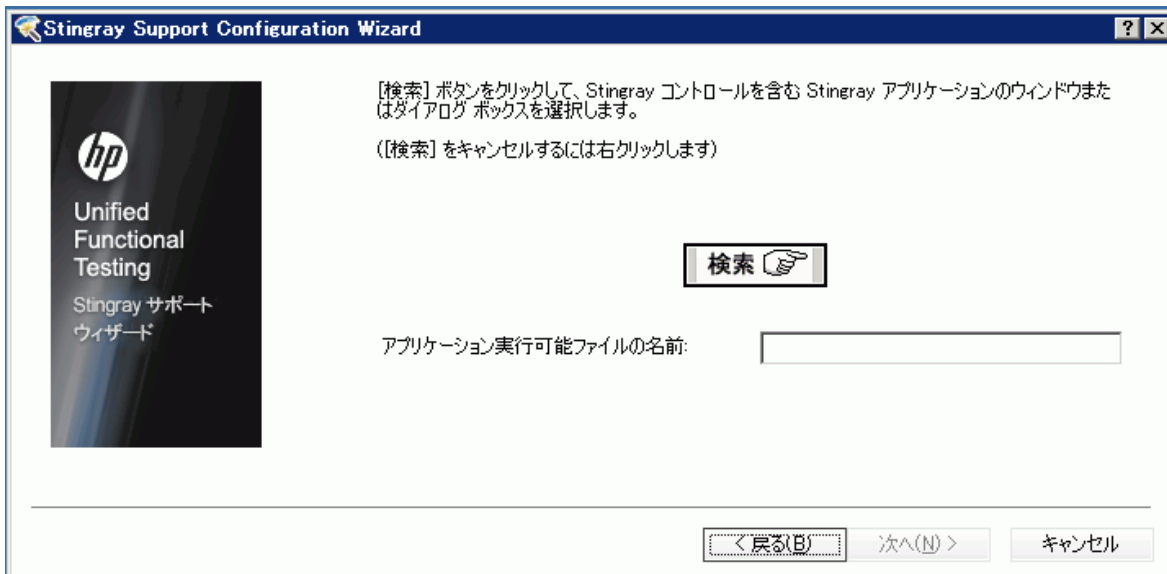 Stingray Support Configuration Wizard
[検索] ボタンをクリックして、Stingray コントロールを含む Stingray アプリケーションのウィンドウまた
はダイアログ ボックスを選択します。
([検索] をキャンセルするには右クリックします)
hp
Unified
Functional
Testing
Stingray サポート
ウィザード
検索
アプリケーション実行可能ファイルの名前:
< 戻る(B)
次へ(N) >
キャンセル